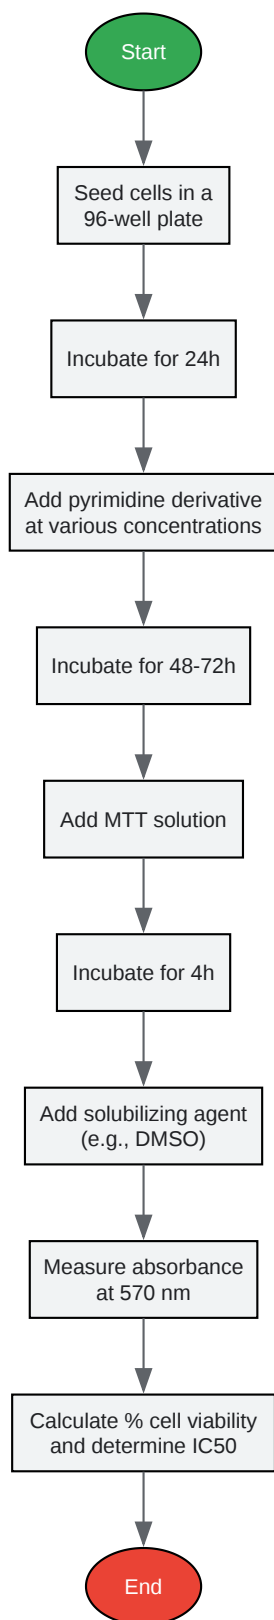 Start
Seed cells in a
96-well plate
Incubate for 24h
Add pyrimidine derivative
at various concentrations
Incubate for 48-72h
Add MTT solution
Incubate for 4h
Add solubilizing agent
(e.g., DMSO)
Measure absorbance
at 570 nm
Calculate % cell viability
and determine IC50
End